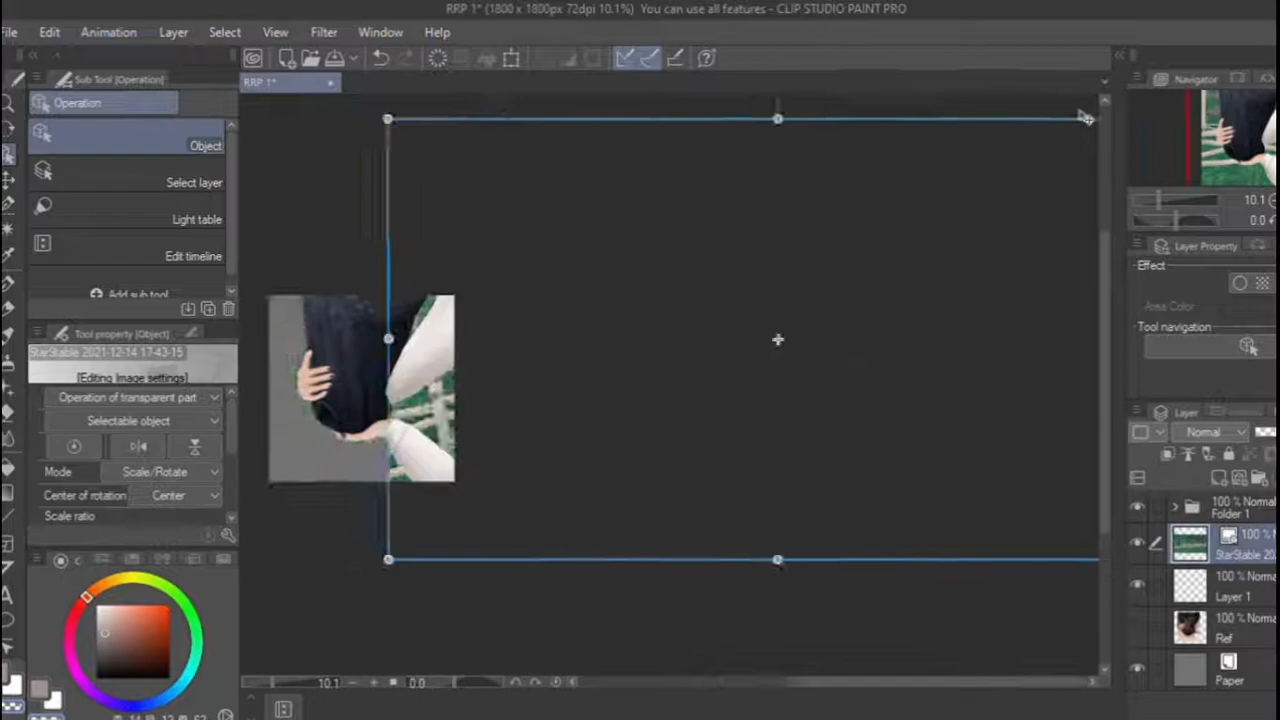 RRP 1* (1800 x 1800px 72dpi 10.1%) You can use all features - CLIP STUDIO PAINT PRO
File Edit Animation Layer Select View Filter Window Help
Sub Tool [Operation]
RRP 1*
Navigator
Operation
Object
Select layer
Light table
Edit timeline
Add sub tool
10.1
0.0
Layer Property
Effect
Area Color
Tool navigation
Tool property [Object]
StarStable 2021-12-14 17-43-15
[Editing Image settings]
Operation of transparent part
Selectable object
Mode Scale/Rotate
Center of rotation Center
Scale ratio
Layer
Normal
100 % Normal
Folder 1
100 %
StarStable 20
100 % Norma
Layer 1
100 % Norma
Ref
Paper
10.1 0.0